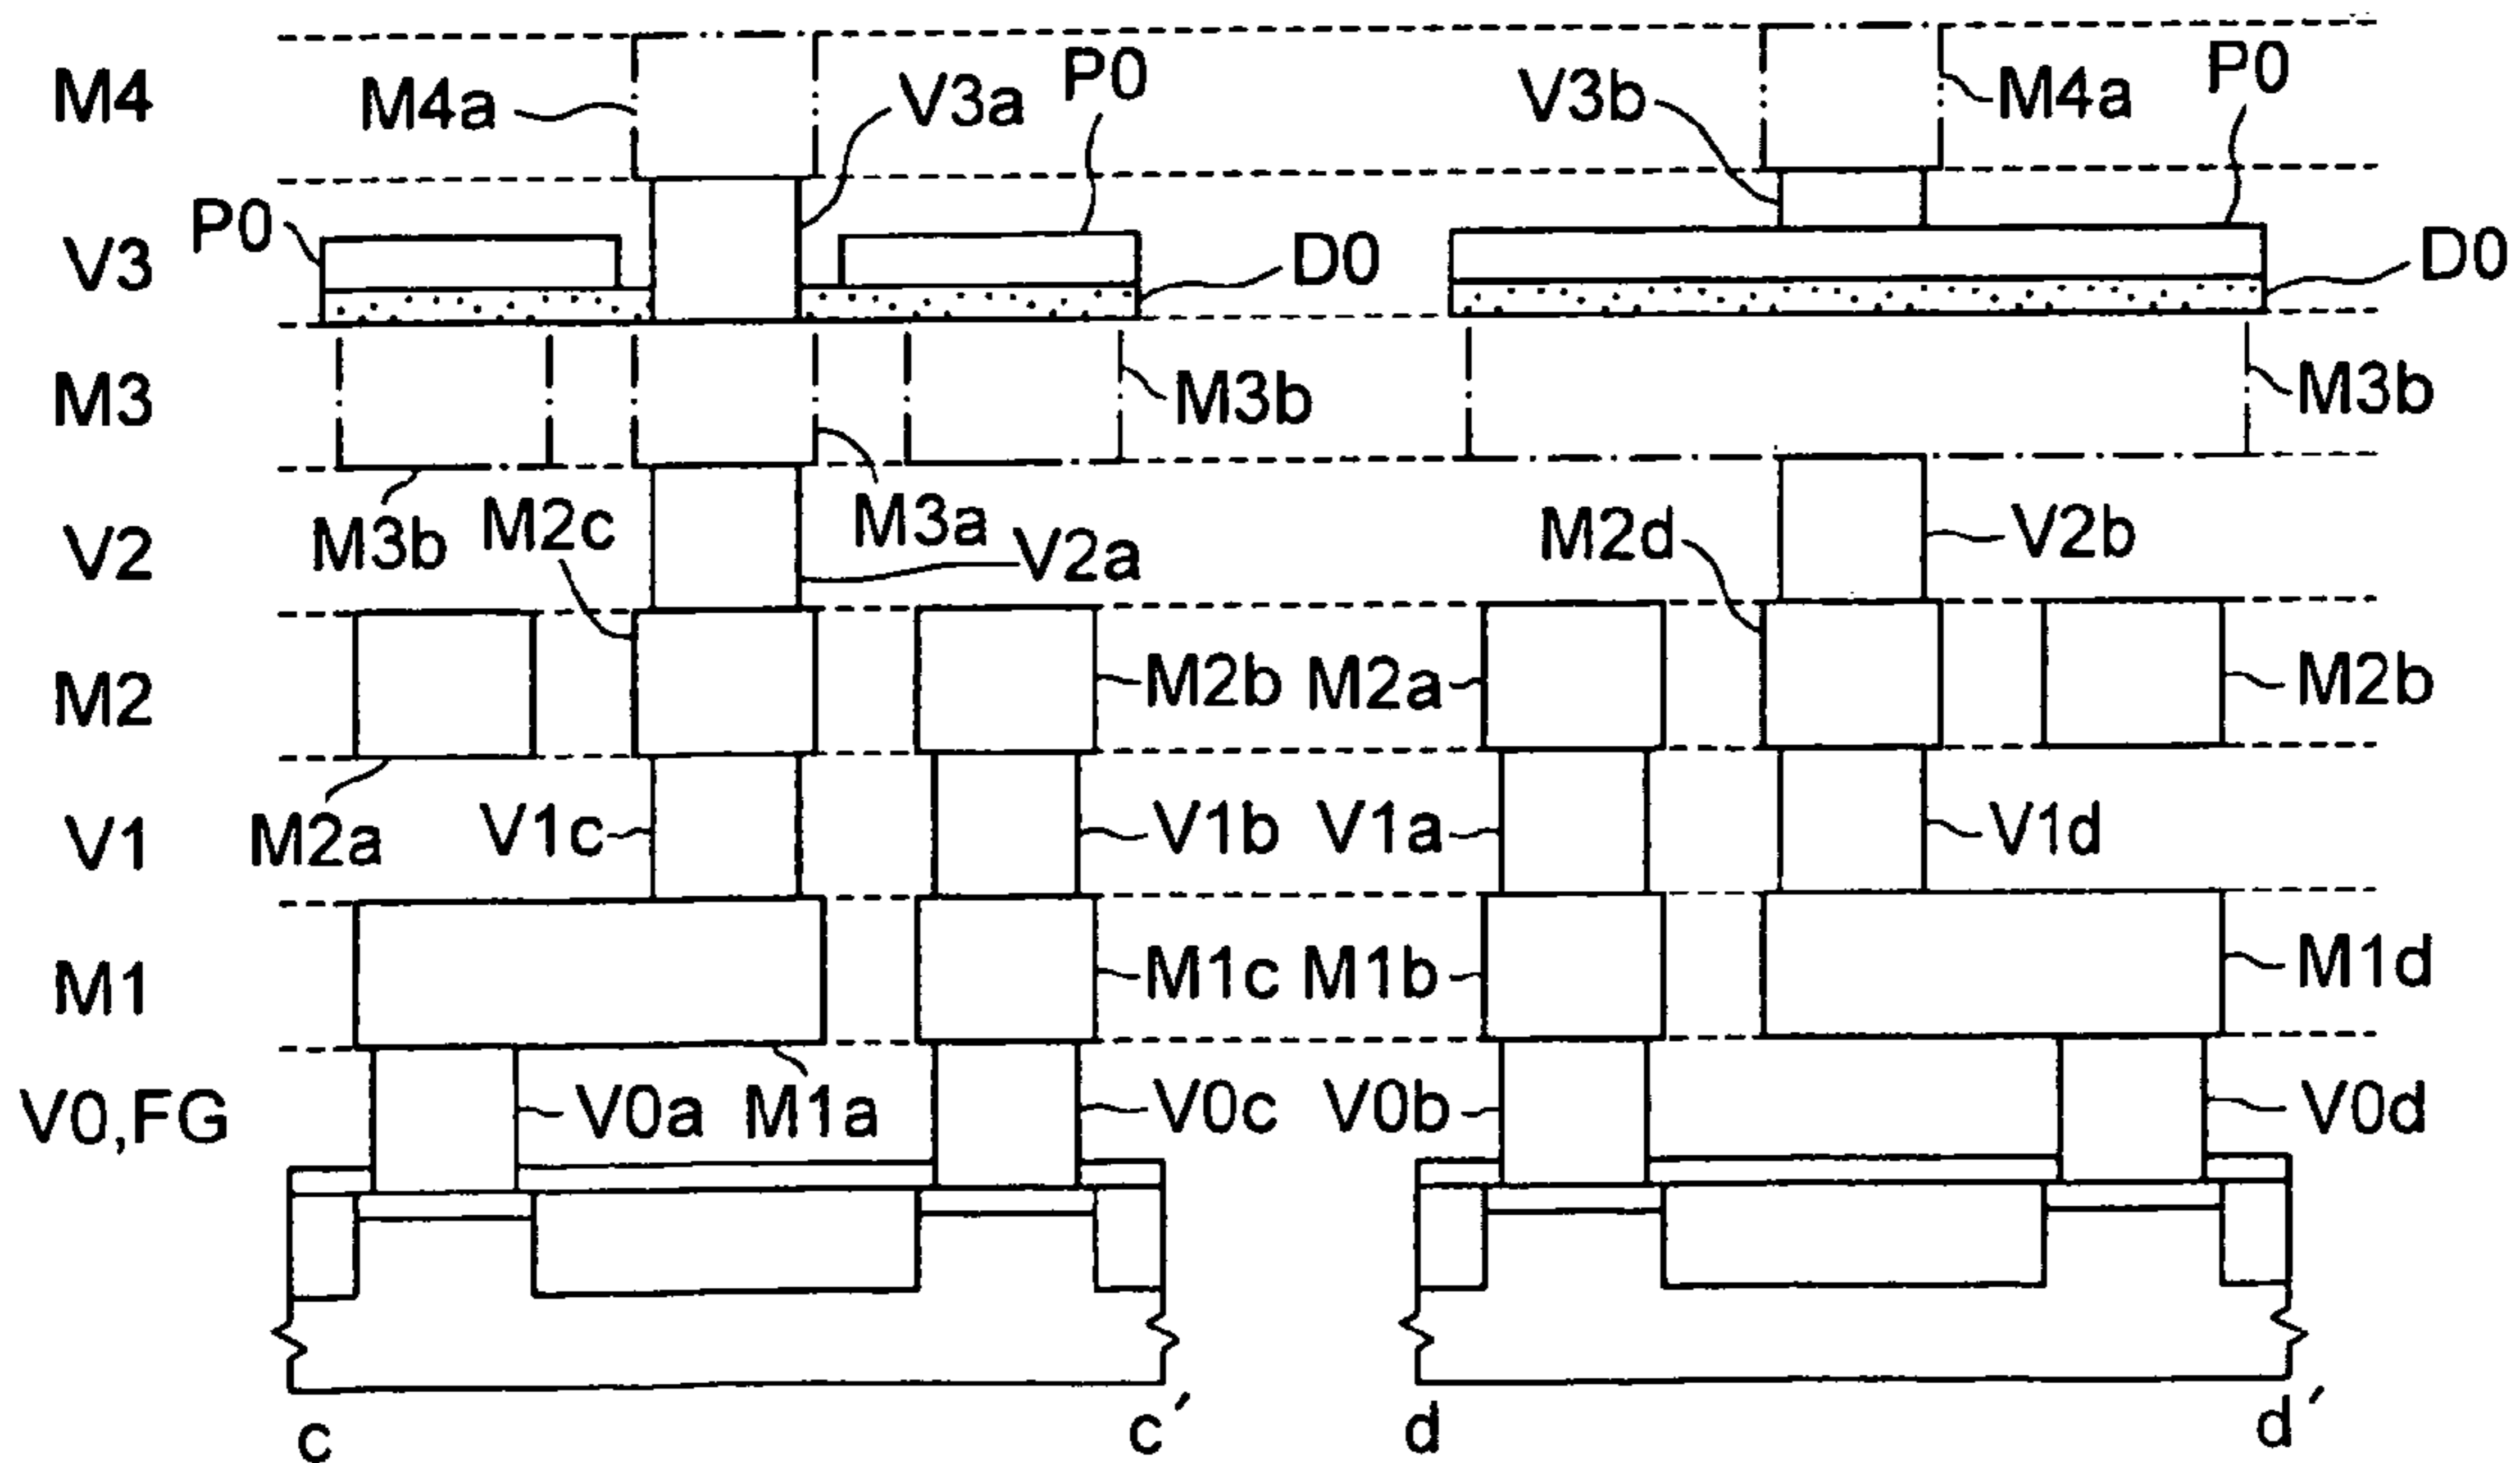 M4
M4a
V3a
P0
V3b
M4a
P0
P0
V3
D0
D0
M3
M3b
M3b
V2
M3b
M2c
M3a
V2a
M2d
V2b
M2
M2b
M2a
M2b
V1
M2a
V1c
V1b
V1a
V1d
M1
M1c
M1b
M1d
V0,FG
V0a
M1a
V0c
V0b
V0d
c
c′
d
d′